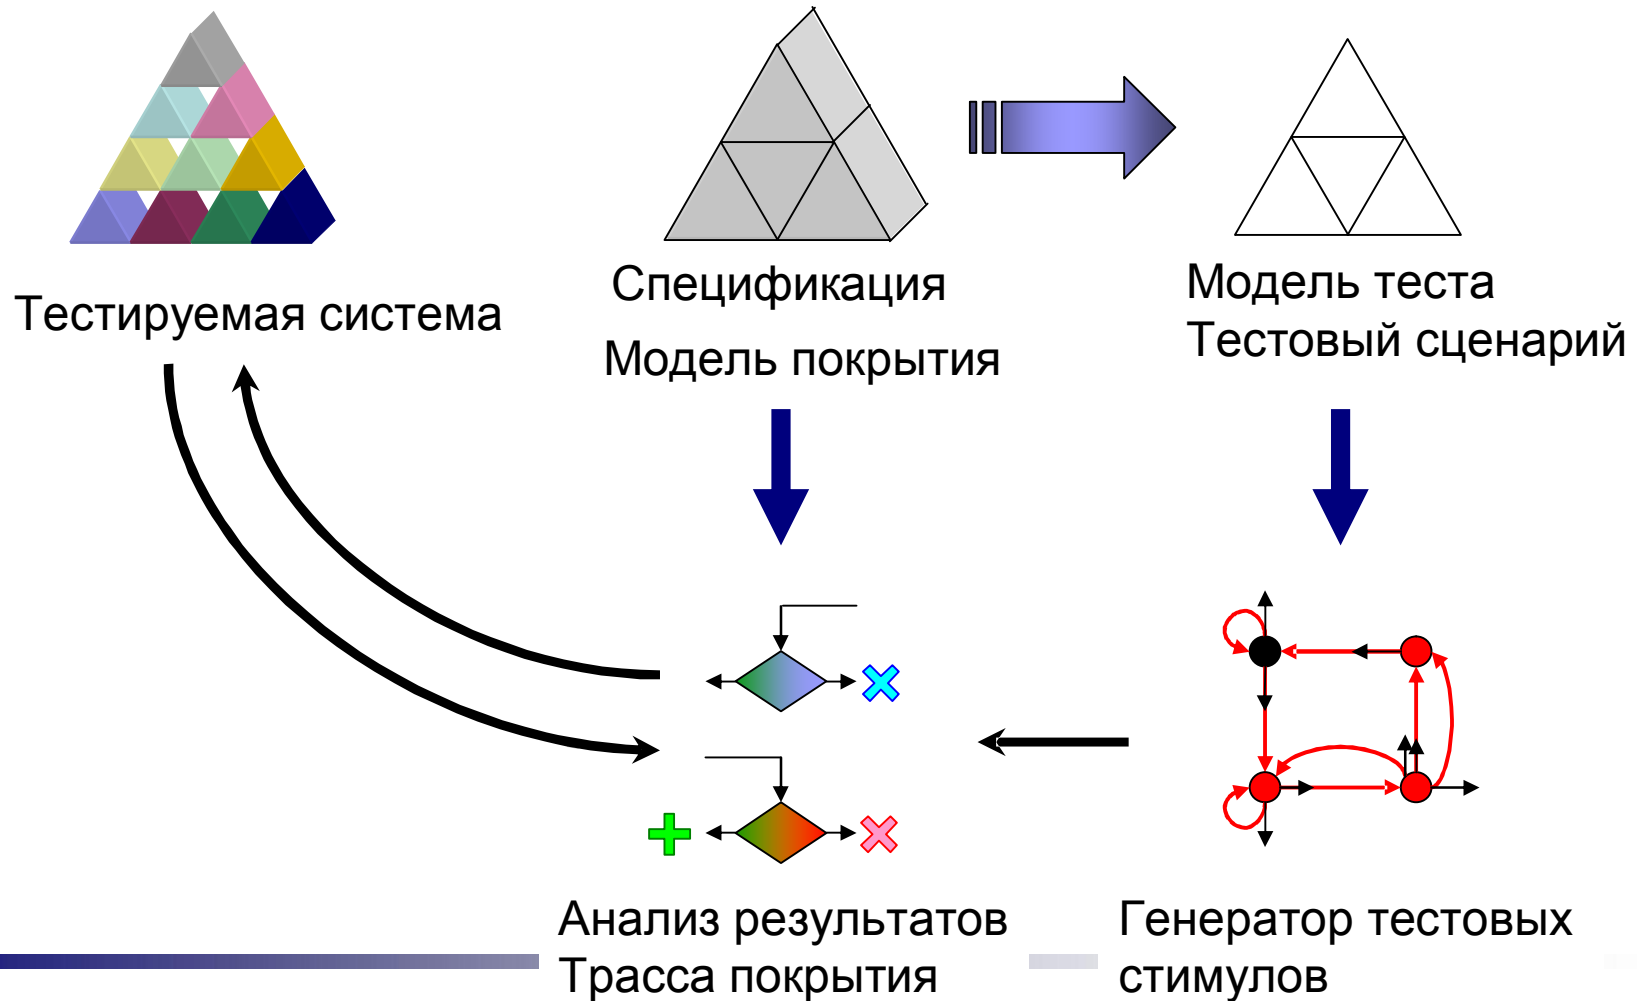 Тестируемая система
Спецификация
Модель покрытия
Модель теста
Тестовый сценарий
Анализ результатов
Трасса покрытия
Генератор тестовых
стимулов